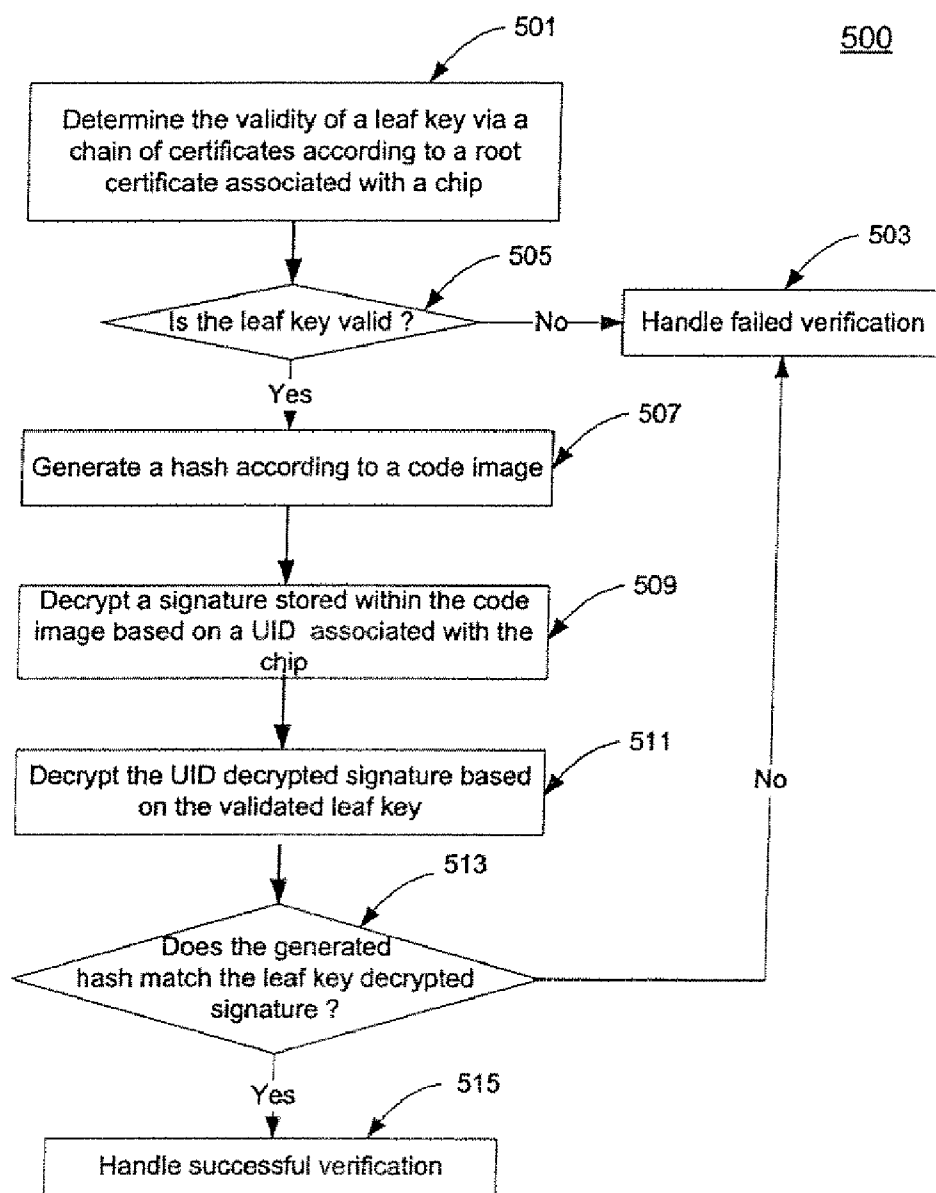 501
500
Determine the validity of a leaf key via a
chain of certificates according to a root
certificate associated with a chip
505
503
Is the leaf key valid ?
No
Handle failed verification
Yes
507
Generate a hash according to a code image
509
Decrypt a signature stored within the code
image based on a UID associated with the
chip
511
Decrypt the UID decrypted signature based
on the validated leaf key
No
513
Does the generated
hash match the leaf key decrypted
signature ?
Yes
515
Handle successful verification